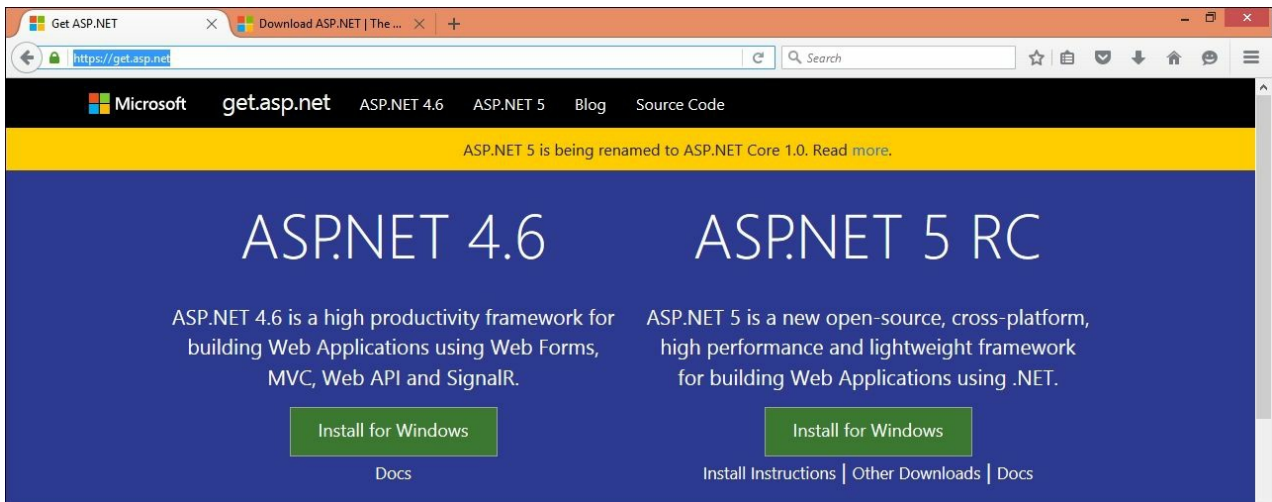 Get ASP.NET
Download ASP.NET | The ...
https://get.asp.net
Search
Microsoft get.asp.net ASP.NET 4.6 ASP.NET 5 Blog Source Code
ASP.NET 5 is being renamed to ASP.NET Core 1.0. Read more.
ASP.NET 4.6
ASP.NET 4.6 is a high productivity framework for
building Web Applications using Web Forms,
MVC, Web API and SignalR.
Install for Windows
Docs
ASP.NET 5 RC
ASP.NET 5 is a new open-source, cross-platform,
high performance and lightweight framework
for building Web Applications using .NET.
Install for Windows
Install Instructions | Other Downloads | Docs